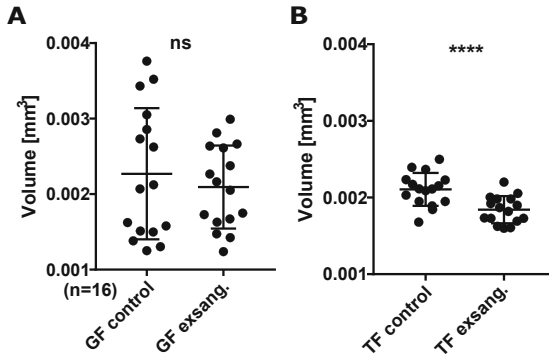 A
ns
0.004
0.003
0.002
0.001
Volume [mm³]
(n=16)
GF control
GF exsang.
B
****
0.004
0.003
0.002
0.001
Volume [mm³]
TF control
TF exsang.